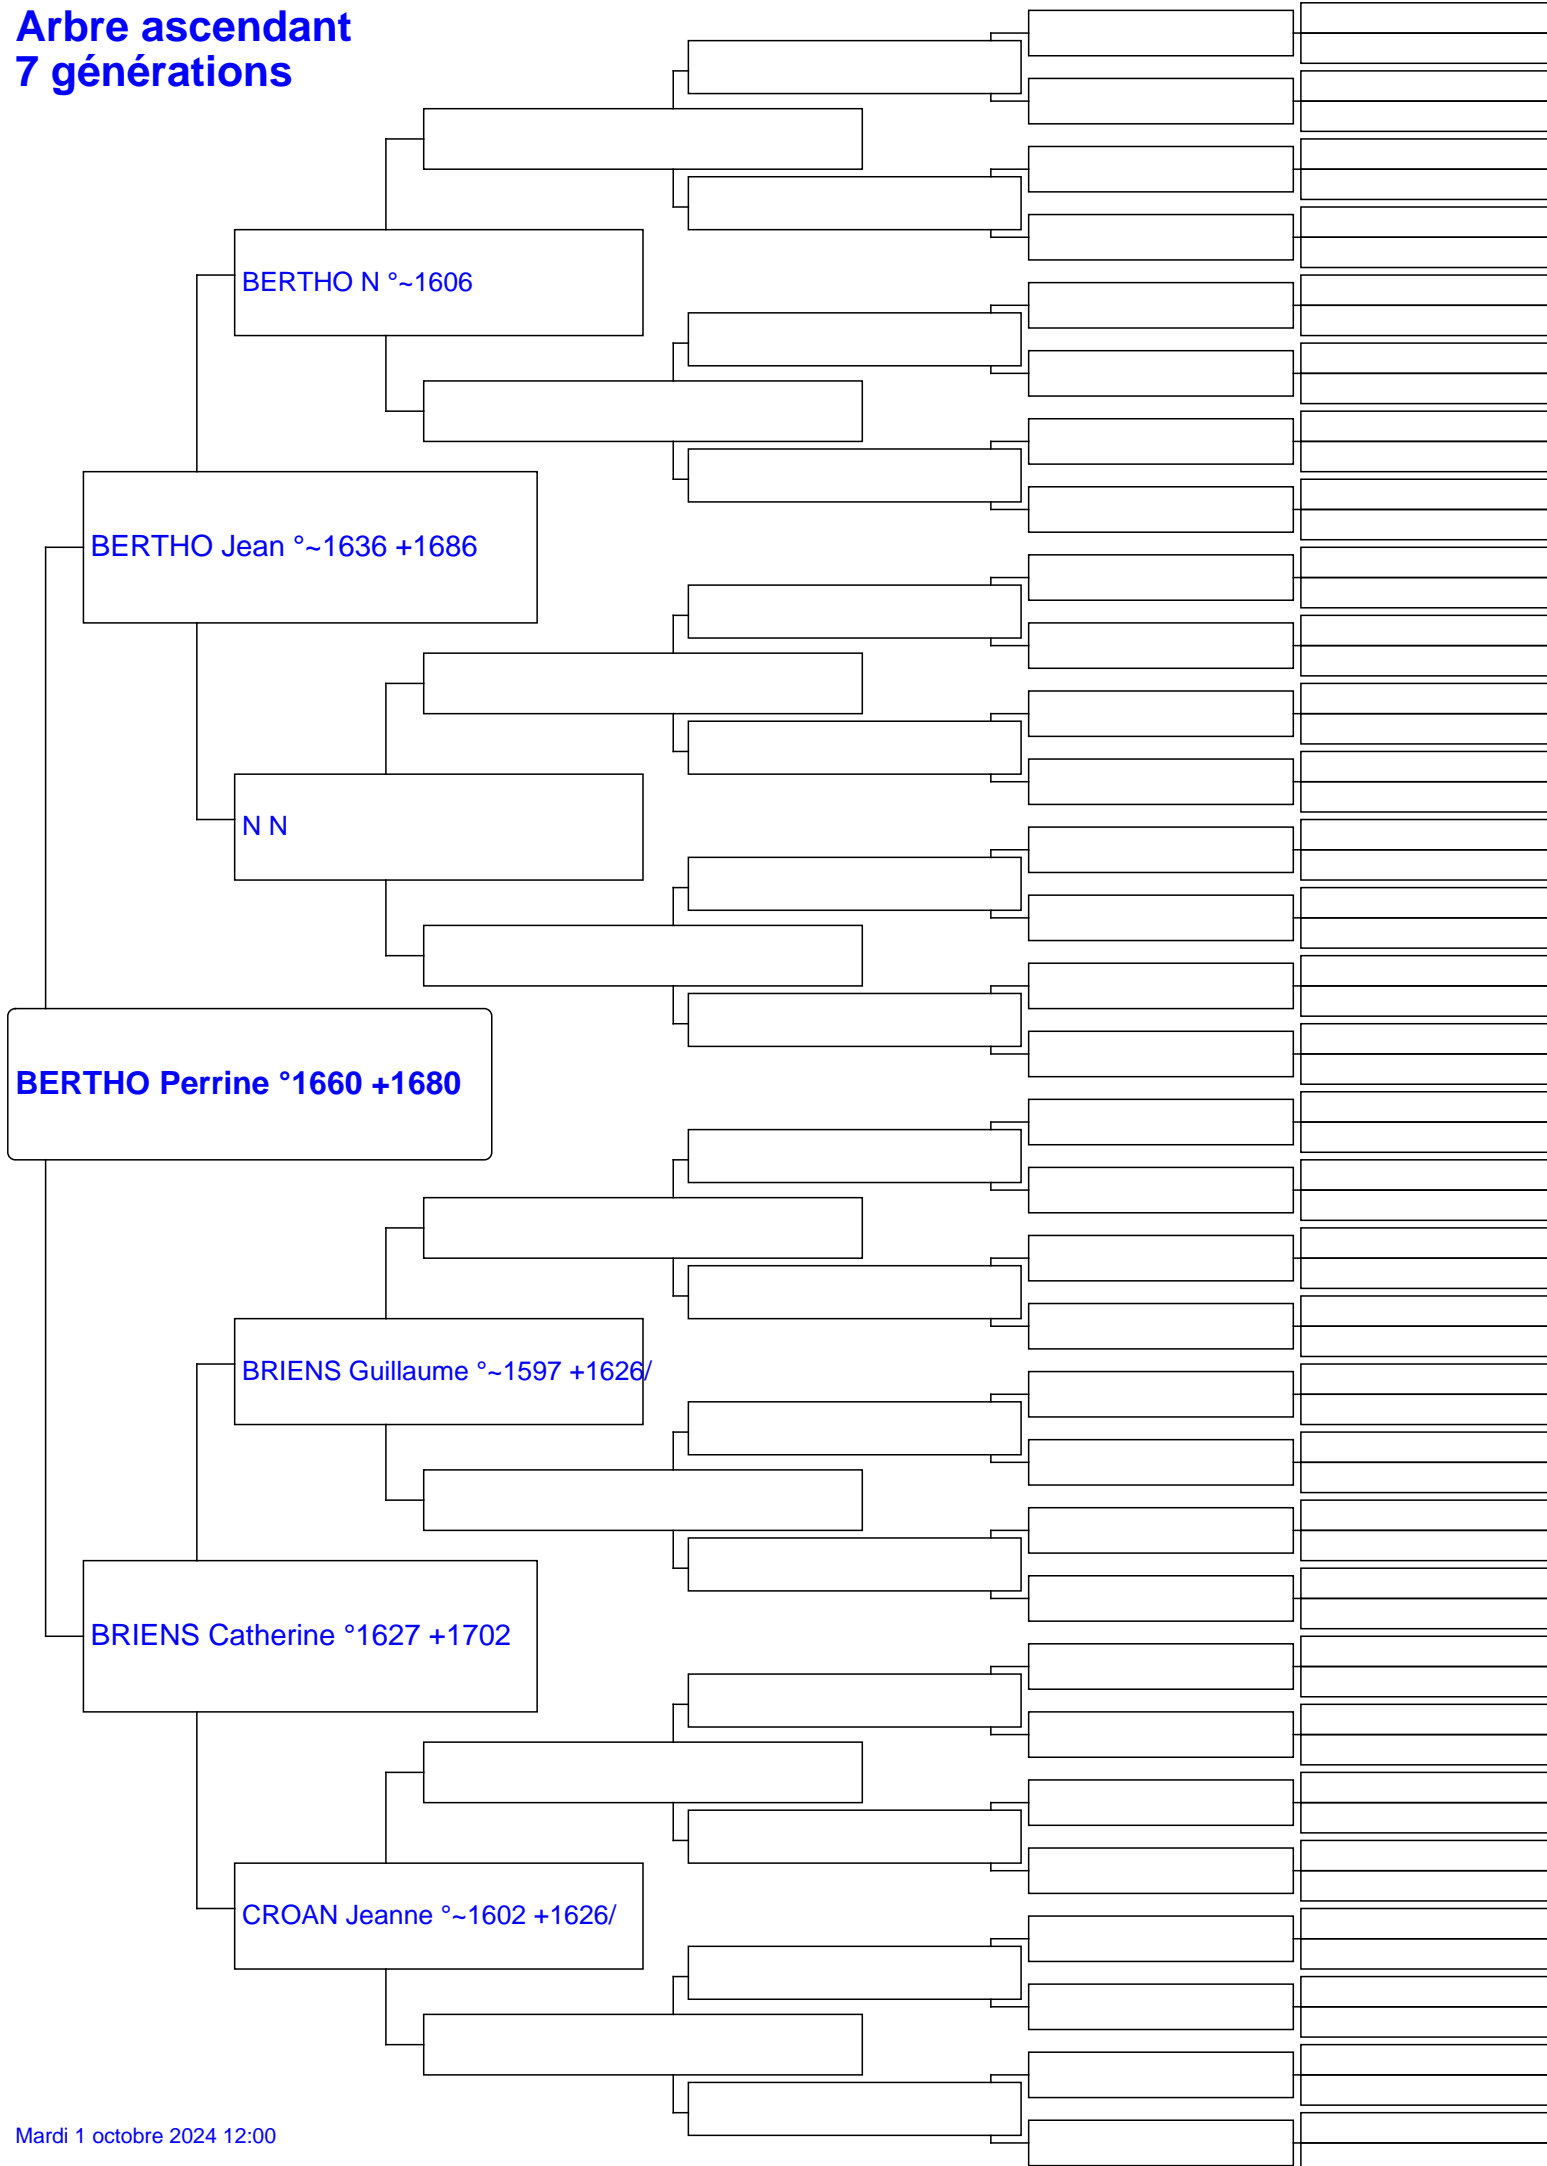 Arbre ascendant
7 générations
BERTHO N °~1606
BERTHO Jean °~1636 +1686
N N
BERTHO Perrine °1660 +1680
BRIENS Guillaume °~1597 +1626/
BRIENS Catherine °1627 +1702
CROAN Jeanne °~1602 +1626/
Mardi 1 octobre 2024 12:00